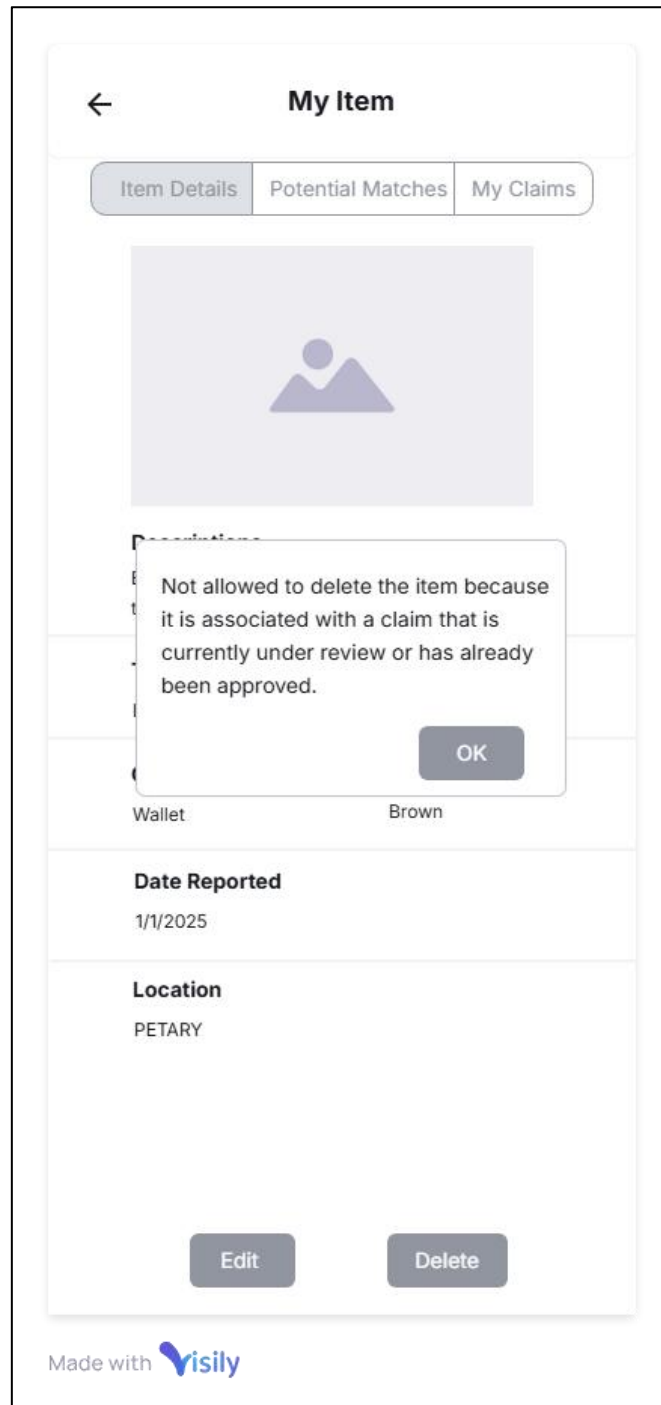 My Item
Item Details Potential Matches My Claims
Not allowed to delete the item because
it is associated with a claim that is
currently under review or has already
been approved.
OK
Wallet Brown
Date Reported
1/1/2025
Location
PETARY
Edit Delete
Made with Visily